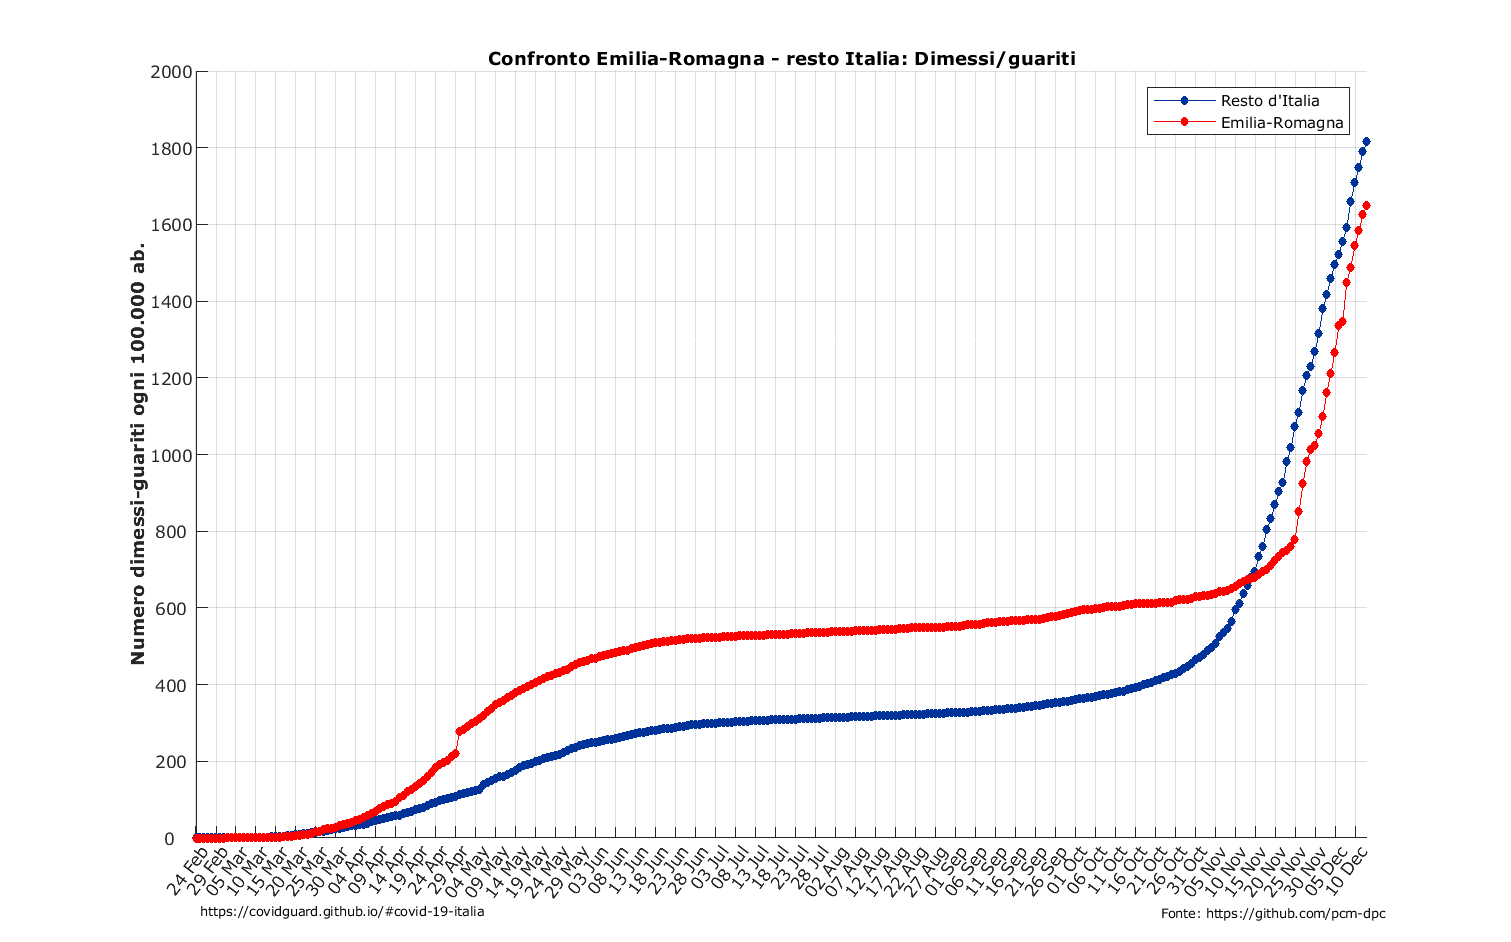 Confronto Emilia-Romagna - resto Italia: Dimessi/guariti
Resto d'Italia
Emilia-Romagna
Numero dimessi-guariti ogni 100.000 ab.
2000
1800
1600
1400
1200
1000
800
600
400
200
0
24 Feb
29 Feb
05 Mar
10 Mar
15 Mar
20 Mar
25 Mar
30 Mar
04 Apr
09 Apr
14 Apr
19 Apr
24 Apr
29 Apr
04 May
09 May
14 May
19 May
24 May
29 May
03 Jun
08 Jun
13 Jun
18 Jun
23 Jun
28 Jun
03 Jul
08 Jul
13 Jul
18 Jul
23 Jul
28 Jul
02 Aug
07 Aug
12 Aug
17 Aug
22 Aug
27 Aug
01 Sep
06 Sep
11 Sep
16 Sep
21 Sep
26 Sep
01 Oct
06 Oct
11 Oct
16 Oct
21 Oct
26 Oct
31 Oct
05 Nov
10 Nov
15 Nov
20 Nov
25 Nov
30 Nov
05 Dec
10 Dec
https://covidguard.github.io/#covid-19-italia
Fonte: https://github.com/pcm-dpc